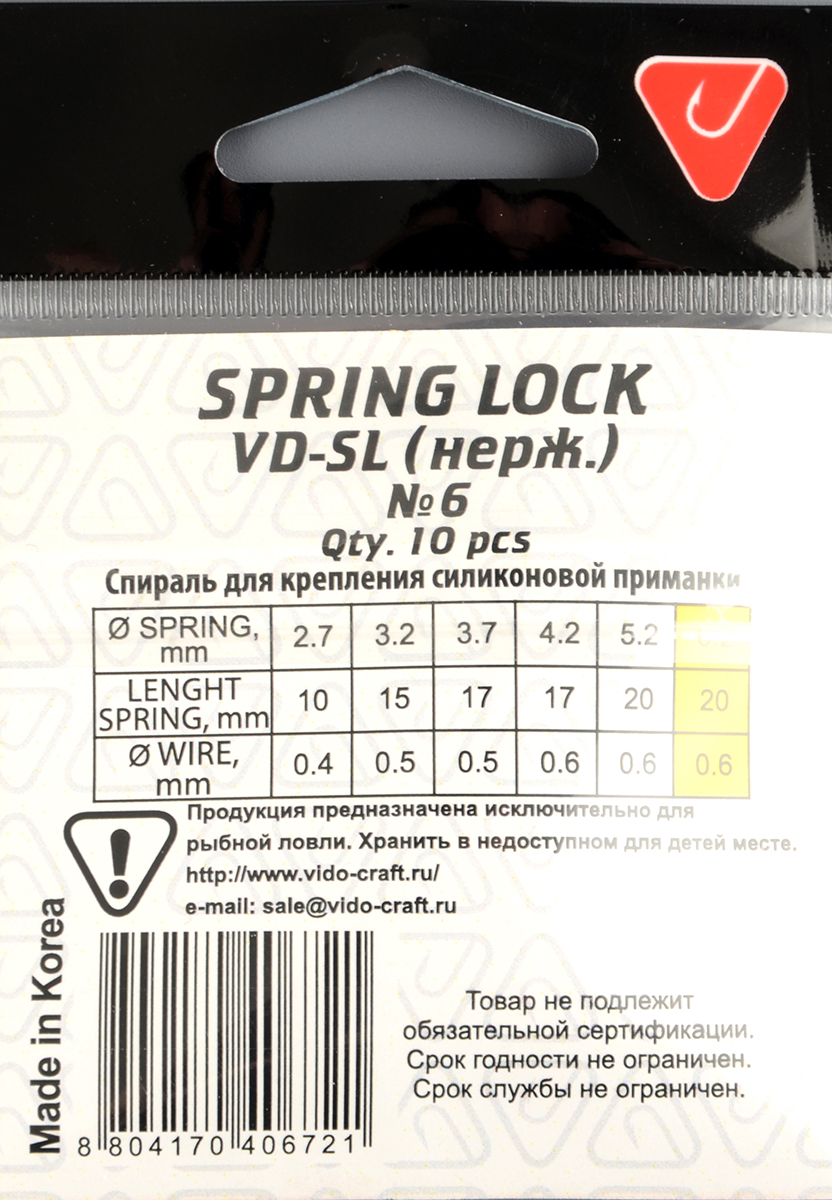 SPRING LOCK
VD-SL (нерж.)
№6
Qty. 10 pcs
Спираль для крепления силиконовой приманки
Ø SPRING, mm 2.7 3.2 3.7 4.2 5.2
LENGHT SPRING, mm 10 15 17 17 20 20
Ø WIRE, mm 0.4 0.5 0.5 0.6 0.6 0.6
Продукция предназначена исключительно для
рыбной ловли. Хранить в недоступном для детей месте.
http://www.vido-craft.ru/
e-mail: sale@vido-craft.ru
Made in Korea
Товар не подлежит
обязательной сертификации.
Срок годности не ограничен.
Срок службы не ограничен.
8 804170 406721